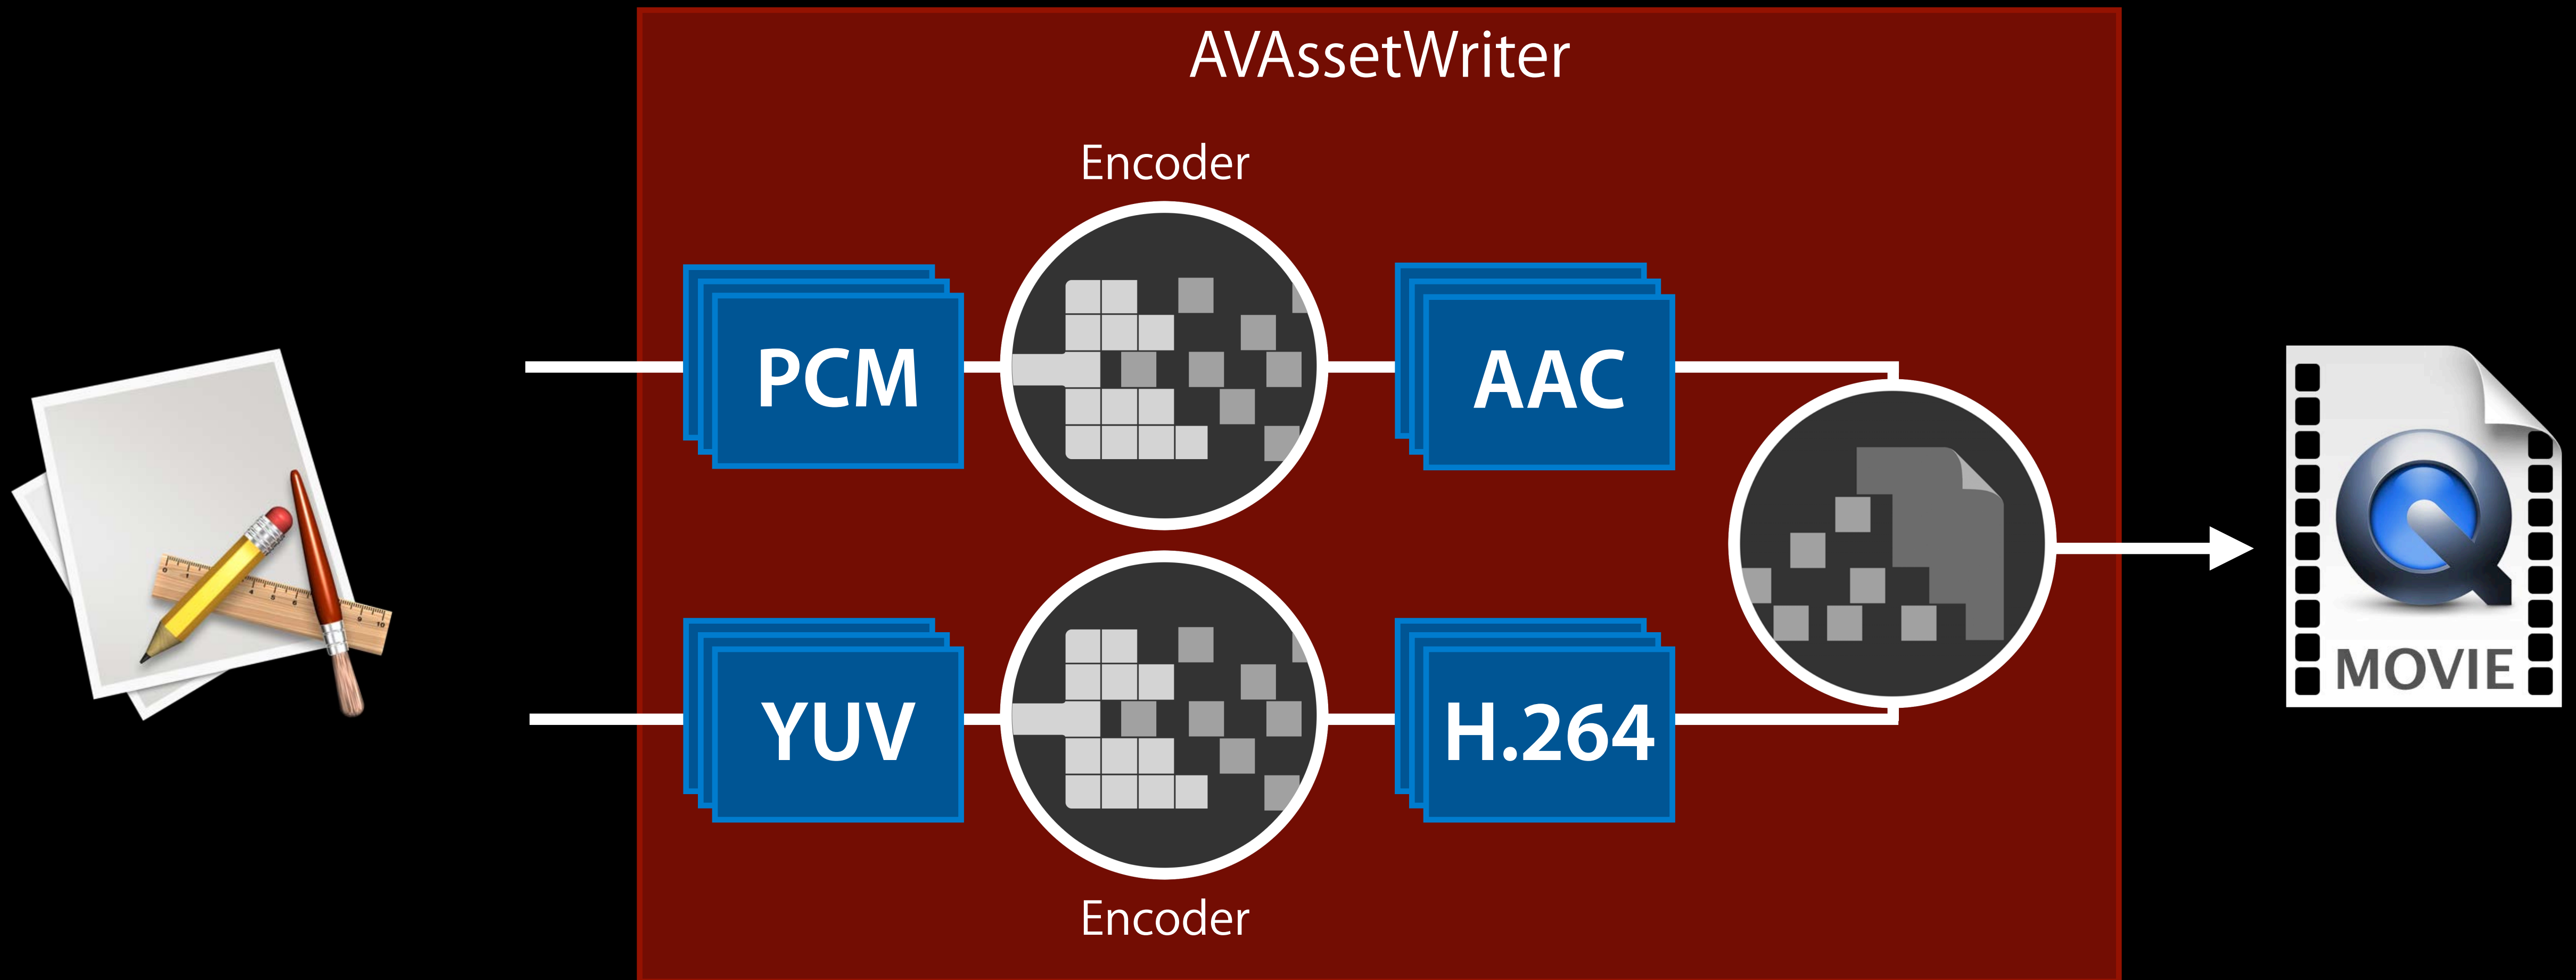 AVAssetWriter
Encoder
PCM
AAC
YUV
H.264
Encoder
MOVIE